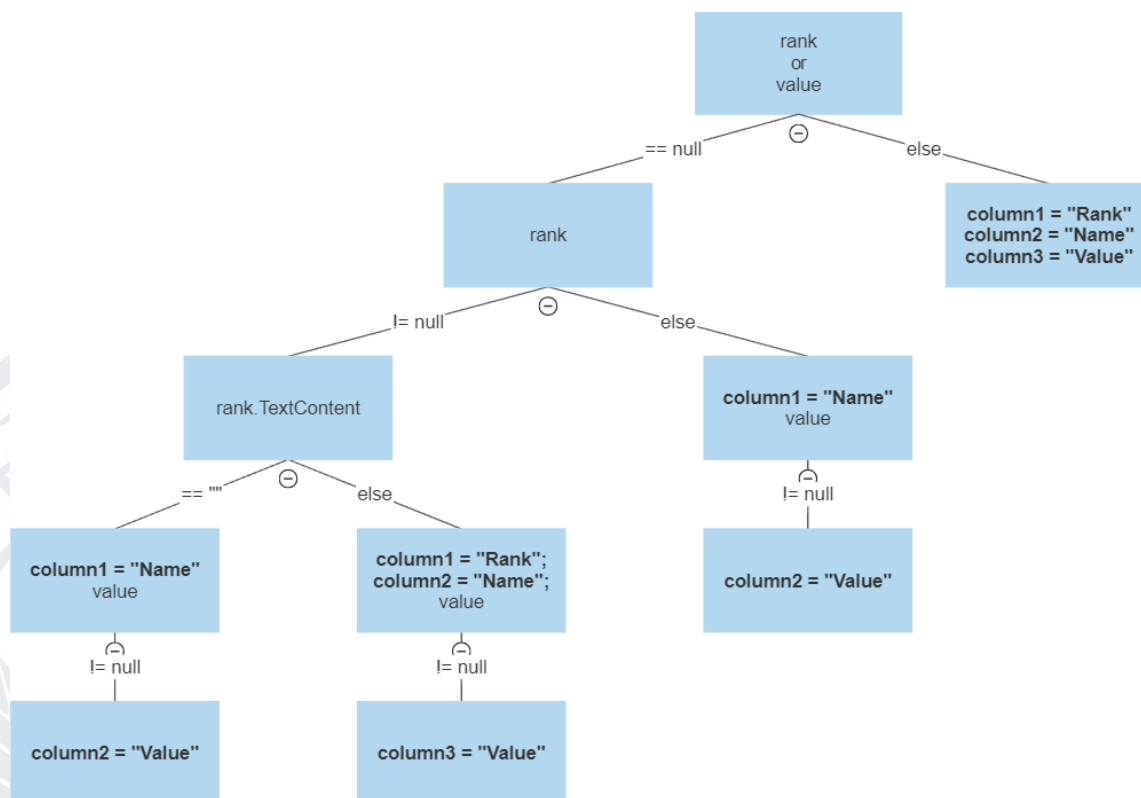 rank
or
value
== null
else
rank
column1 = "Rank"
column2 = "Name"
column3 = "Value"
!= null
else
rank.TextContent
column1 = "Name"
value
== ""
else
!= null
column1 = "Name"
value
column1 = "Rank";
column2 = "Name";
value
column2 = "Value"
!= null
!= null
column2 = "Value"
column3 = "Value"